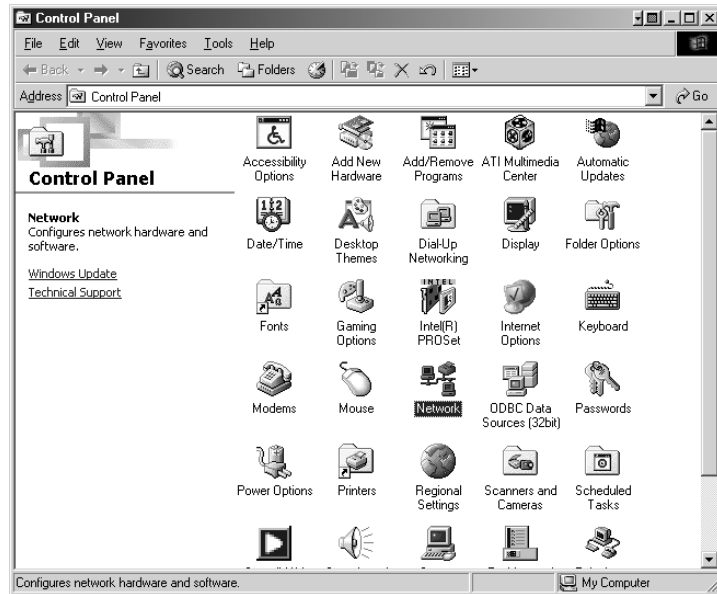 Control Panel
File Edit View Favorites Tools Help
Back Search Folders
Address Control Panel Go
Control Panel
Network
Configures network hardware and
software.
Windows Update
Technical Support
Accessibility
Options
Add New
Hardware
Add/Remove
Programs
ATI Multimedia
Center
Automatic
Updates
Date/Time
Desktop
Themes
Dial-Up
Networking
Display
Folder Options
Fonts
Gaming
Options
Intel(R)
PROSet
INTEL
Internet
Options
Keyboard
Modems
Mouse
Network
ODBC Data
Sources (32bit)
Passwords
Power Options
Printers
Regional
Settings
Scanners and
Cameras
Scheduled
Tasks
Configures network hardware and software.
My Computer